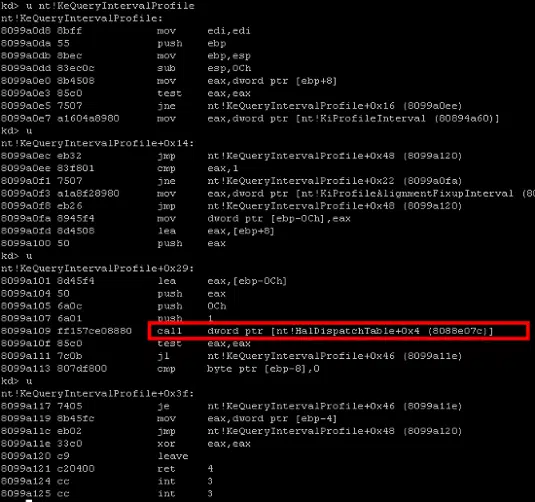 kd> u nt!KeQueryIntervalProfile
nt!KeQueryIntervalProfile:
8099a0d8 8bff mov edi,edi
8099a0da 55 push ebp
8099a0db 8bec mov ebp,esp
8099a0dd 83ec0c sub esp,0Ch
8099a0e0 8b4508 mov eax,dword ptr [ebp+8]
8099a0e3 85c0 test eax,eax
8099a0e5 7507 jne nt!KeQueryIntervalProfile+0x16 (8099a0ee)
8099a0e7 a1604a8980 mov eax,dword ptr [nt!KiProfileInterval (80894a60)]
kd> u
nt!KeQueryIntervalProfile+0x14:
8099a0ec eb32 jmp nt!KeQueryIntervalProfile+0x48 (8099a120)
8099a0ee 83f801 cmp eax,1
8099a0f1 7507 jne nt!KeQueryIntervalProfile+0x22 (8099a0fa)
8099a0f3 a1a8f28980 mov eax,dword ptr [nt!KiProfileAlignmentFixupInterval (8
8099a0f8 eb26 jmp nt!KeQueryIntervalProfile+0x48 (8099a120)
8099a0fa 8945f4 mov dword ptr [ebp-0Ch],eax
8099a0fd 8d4508 lea eax,[ebp+8]
8099a100 50 push eax
kd> u
nt!KeQueryIntervalProfile+0x29:
8099a101 8d45f4 lea eax,[ebp-0Ch]
8099a104 50 push eax
8099a105 6a0c push 0Ch
8099a107 6a01 push 1
8099a109 ff157ce08880 call dword ptr [nt!HalDispatchTable+0x4 (8088e07c)]
8099a10f 85c0 test eax,eax
8099a111 7c0b jl nt!KeQueryIntervalProfile+0x46 (8099a11e)
8099a113 807df800 cmp byte ptr [ebp-8],0
kd> u
nt!KeQueryIntervalProfile+0x3f:
8099a117 7405 je nt!KeQueryIntervalProfile+0x46 (8099a11e)
8099a119 8b45fc mov eax,dword ptr [ebp-4]
8099a11c eb02 jmp nt!KeQueryIntervalProfile+0x48 (8099a120)
8099a11e 33c0 xor eax,eax
8099a120 c9 leave
8099a121 c20400 ret 4
8099a124 cc int 3
8099a125 cc int 3